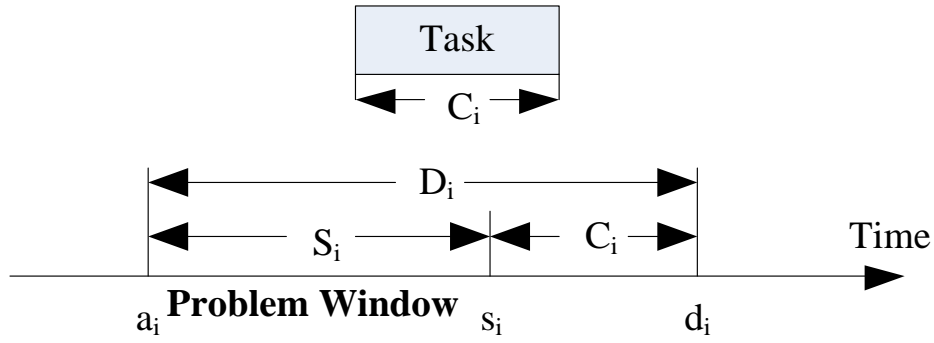 Task
Cᵢ
Dᵢ
Sᵢ Cᵢ Time
aᵢ Problem Window sᵢ dᵢ